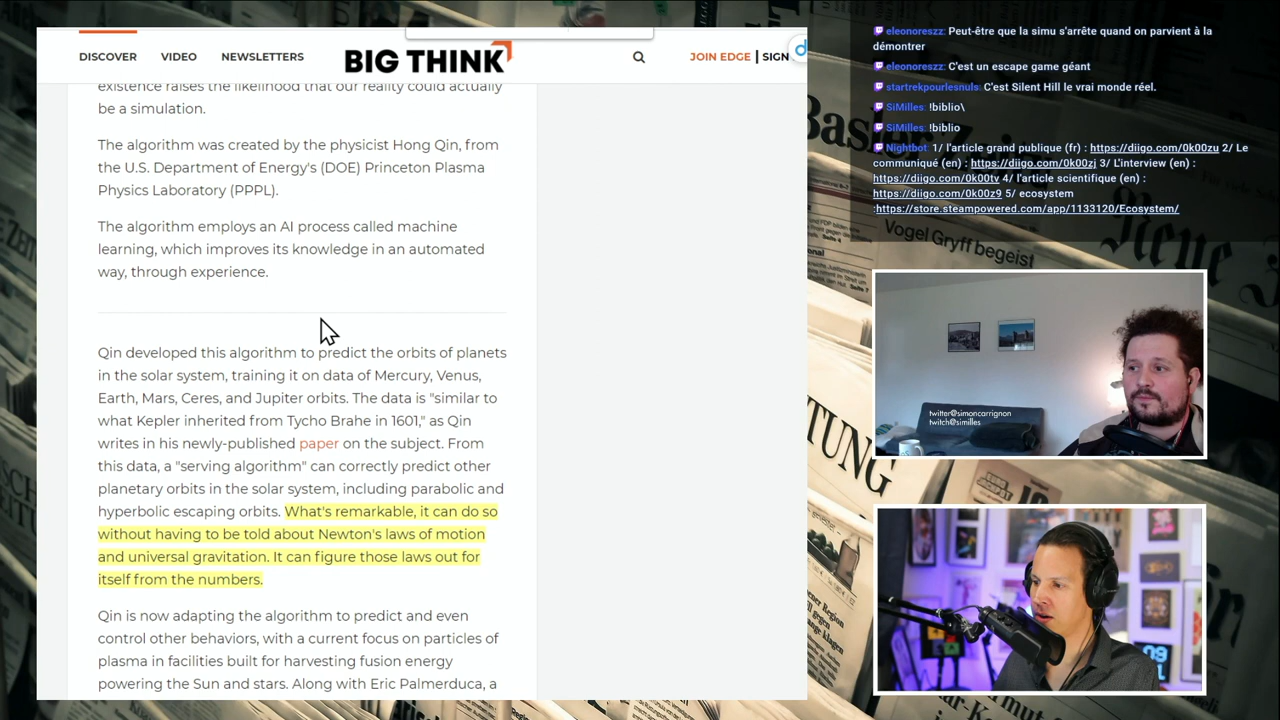 DISCOVER VIDEO NEWSLETTERS BIG THINK JOIN EDGE | SIGN
existence raises the likelihood that our reality could actually
be a simulation.
The algorithm was created by the physicist Hong Qin, from
the U.S. Department of Energy's (DOE) Princeton Plasma
Physics Laboratory (PPPL).
The algorithm employs an AI process called machine
learning, which improves its knowledge in an automated
way, through experience.
Qin developed this algorithm to predict the orbits of planets
in the solar system, training it on data of Mercury, Venus,
Earth, Mars, Ceres, and Jupiter orbits. The data is "similar to
what Kepler inherited from Tycho Brahe in 1601," as Qin
writes in his newly-published paper on the subject. From
this data, a "serving algorithm" can correctly predict other
planetary orbits in the solar system, including parabolic and
hyperbolic escaping orbits. What's remarkable, it can do so
without having to be told about Newton's laws of motion
and universal gravitation. It can figure those laws out for
itself from the numbers.
Qin is now adapting the algorithm to predict and even
control other behaviors, with a current focus on particles of
plasma in facilities built for harvesting fusion energy
powering the Sun and stars. Along with Eric Palmerduca, a
eleonoreszz: Peut-être que la simu s'arrête quand on parvient à la
démontrer
eleonoreszz: C'est un escape game géant
startrekpourlesnuls: C'est Silent Hill le vrai monde réel.
SiMilles: !biblio\
SiMilles: !biblio
Nightbot: 1/ l'article grand publique (fr) : https://diigo.com/0k00zu 2/ Le
communiqué (en) : https://diigo.com/0k00zj 3/ L'interview (en) :
https://diigo.com/0k00tv 4/ l'article scientifique (en) :
https://diigo.com/0k00z9 5/ ecosystem
:https://store.steampowered.com/app/1133120/Ecosystem/
Vogel Gryff begeist
twitter@simoncarrignon
twitch@similles